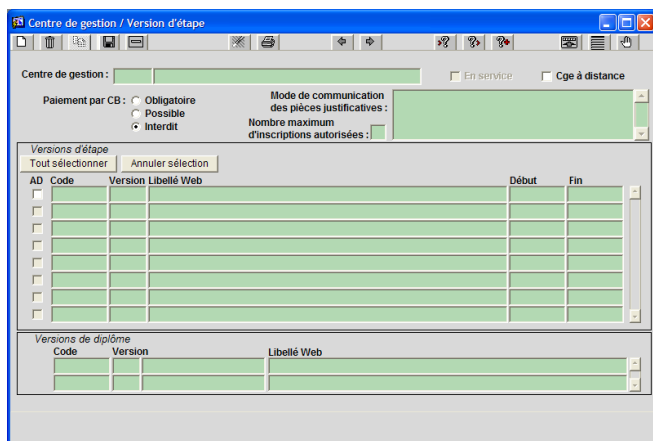 Centre de gestion / Version d'étape
Centre de gestion :
En service
Cge à distance
Paiement par CB : Obligatoire
Possible
Interdit
Mode de communication
des pièces justificatives :
Nombre maximum
d'inscriptions autorisées :
Versions d'étape
Tout sélectionner Annuler sélection
AD Code Version Libellé Web Début Fin
Versions de diplôme
Code Version Libellé Web